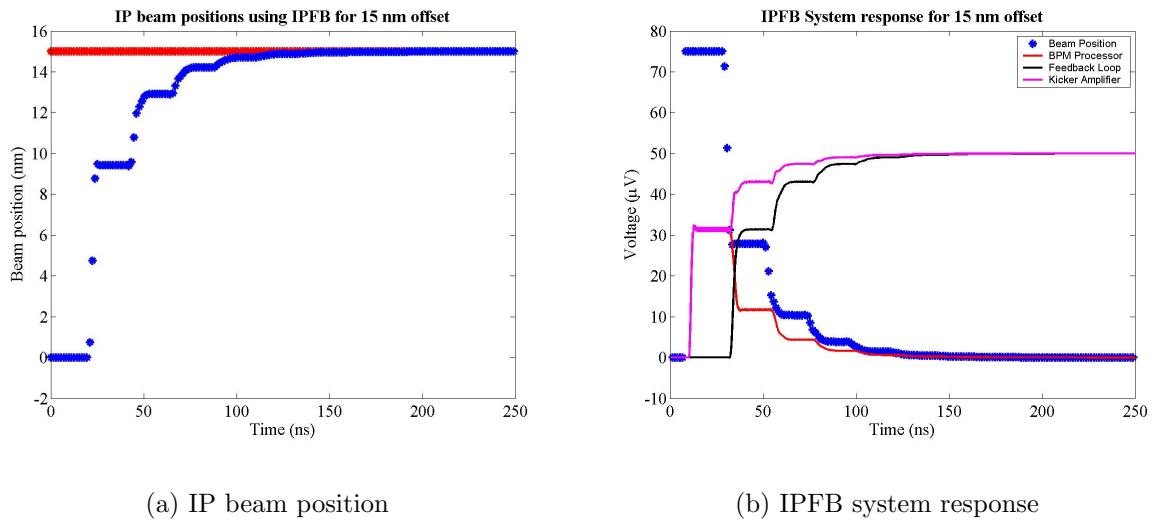 IP beam positions using IPFB for 15 nm offset
16
14
12
10
8
6
4
2
0
-2
Beam position (nm)
0 50 100 150 200 250
Time (ns)
(a) IP beam position
IPFB System response for 15 nm offset
80
70
60
50
40
30
20
10
0
-10
Voltage (μV)
Beam Position
BPM Processor
Feedback Loop
Kicker Amplifier
0 50 100 150 200 250
Time (ns)
(b) IPFB system response